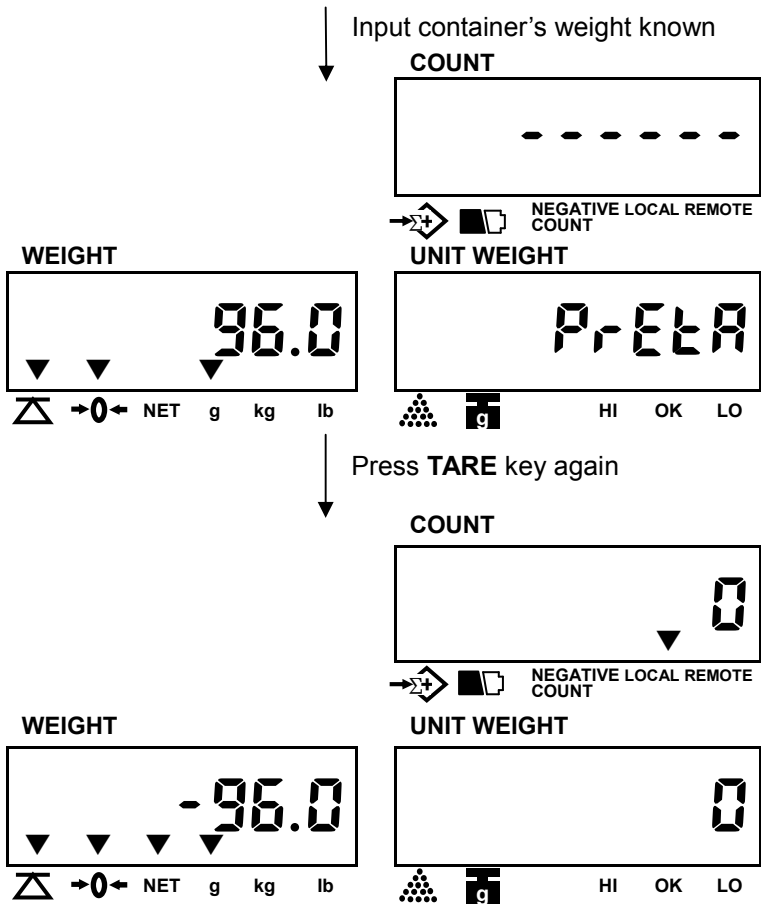 Input container’s weight known
COUNT
- - - - - -
Σ+ NEGATIVE LOCAL REMOTE
COUNT
WEIGHT UNIT WEIGHT
96.0 PrEtA
→0← NET g kg lb g HI OK LO
Press TARE key again
COUNT
0
Σ+ NEGATIVE LOCAL REMOTE
COUNT
WEIGHT UNIT WEIGHT
-96.0 0
→0← NET g kg lb g HI OK LO